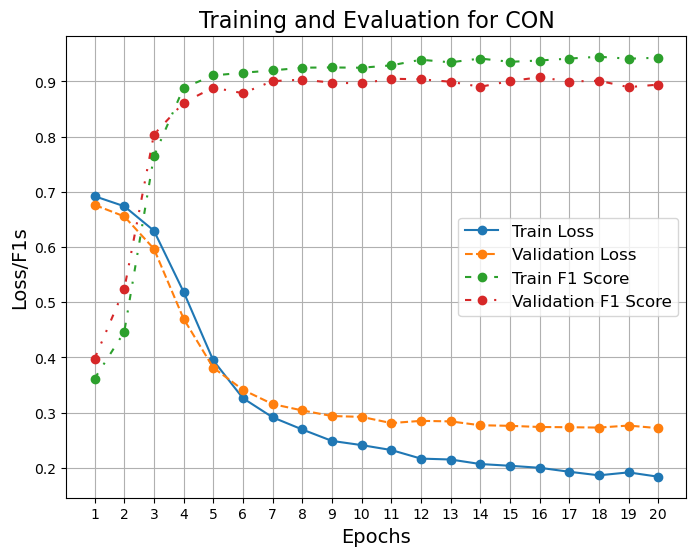 Training and Evaluation for CON
Loss/F1s
0.9
0.8
0.7
0.6
0.5
0.4
0.3
0.2
Train Loss
Validation Loss
Train F1 Score
Validation F1 Score
1 2 3 4 5 6 7 8 9 10 11 12 13 14 15 16 17 18 19 20
Epochs